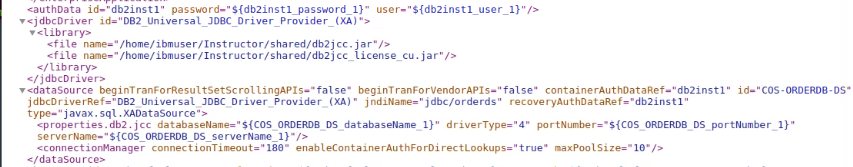 <authData id="db2inst1" password="${db2inst1_password_1}" user="${db2inst1_user_1}"/>
<jdbcDriver id="DB2_Universal_JDBC_Driver_Provider_(XA)">
<library>
<file name="/home/ibmuser/Instructor/shared/db2jcc.jar"/>
<file name="/home/ibmuser/Instructor/shared/db2jcc_license_cu.jar"/>
</library>
</jdbcDriver>
<dataSource beginTranForResultSetScrollingAPIs="false" beginTranForVendorAPIs="false" containerAuthDataRef="db2inst1" id="COS-ORDERDB-DS"
jdbcDriverRef="DB2_Universal_JDBC_Driver_Provider_(XA)" jndiName="jdbc/orders" recoveryAuthDataRef="db2inst1"
type="javax.sql.XADataSource">
<properties.db2.jcc databaseName="${COS_ORDERDB_DS_databaseName_1}" driverType="4" portNumber="${COS_ORDERDB_DS_portNumber_1}"
serverName="${COS_ORDERDB_DS_serverName_1}"/>
<connectionManager connectionTimeout="180" enableContainerAuthForDirectLookups="true" maxPoolSize="10"/>
</dataSource>